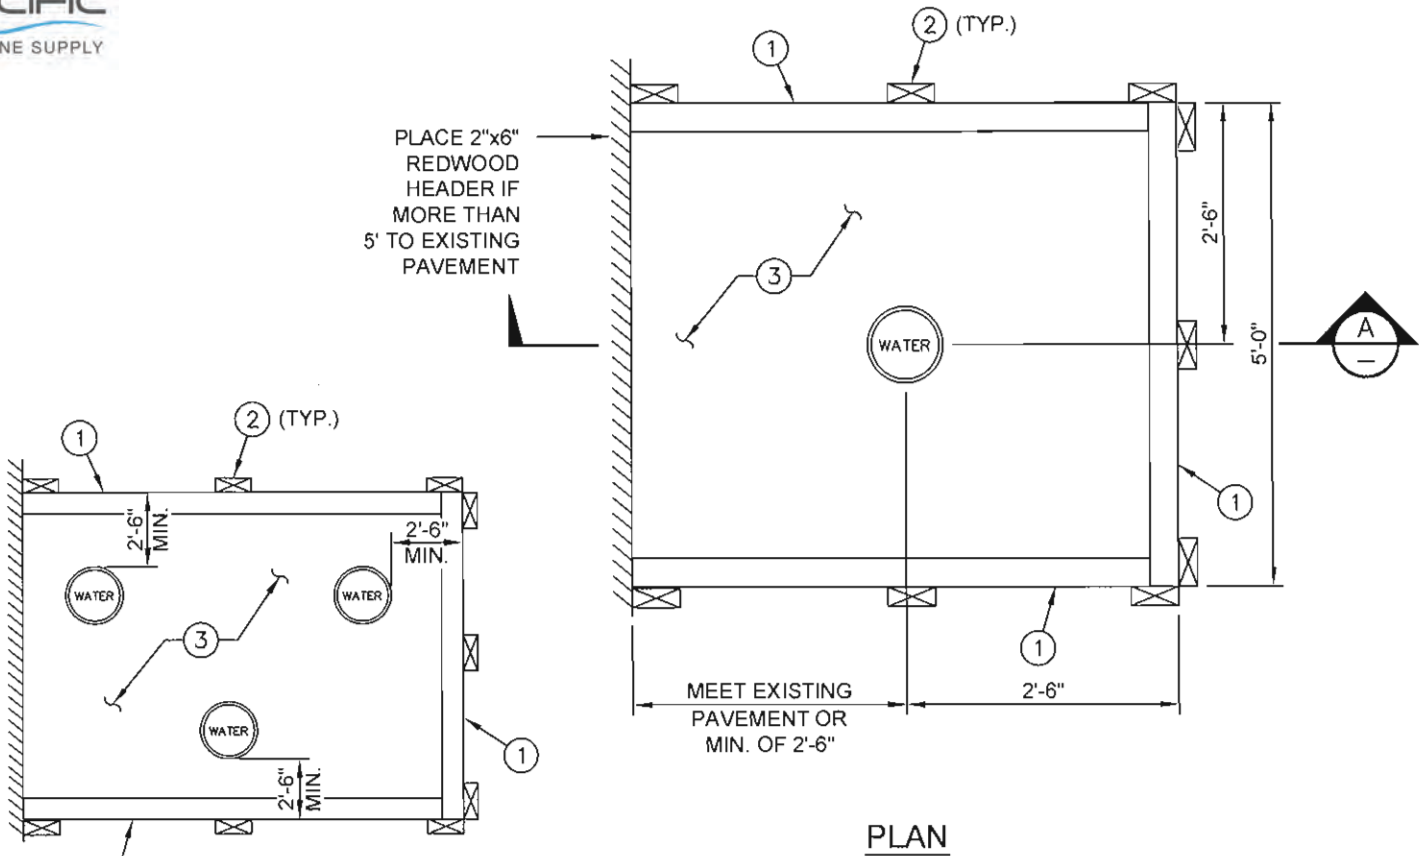 NE SUPPLY
2 (TYP.)
1
PLACE 2"x6"
REDWOOD
HEADER IF
MORE THAN
5' TO EXISTING
PAVEMENT
3
WATER
2'-6"
5'-0"
A
—
1
1
MEET EXISTING
PAVEMENT OR
MIN. OF 2'-6"
2'-6"
PLAN
2 (TYP.)
1
2'-6"
MIN.
2'-6"
MIN.
WATER
WATER
3
WATER
2'-6"
MIN.
1